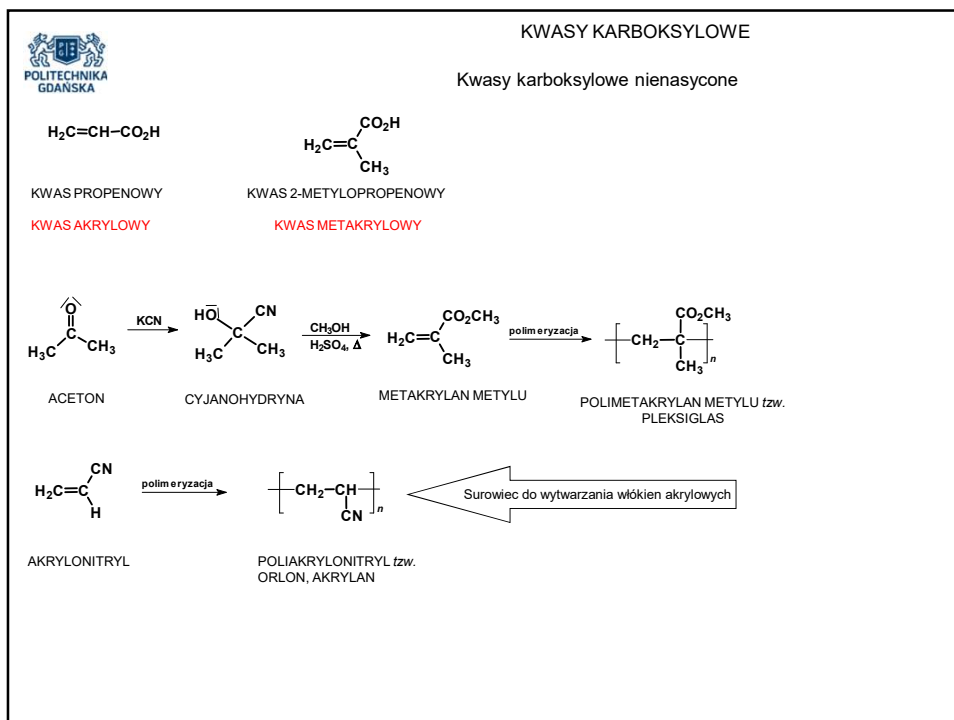 KWASY KARBOKSYLOWE
POLITECHNIKA
GDAŃSKA
Kwasy karboksylowe nienasycone
H₂C=CH–CO₂H
CO₂H
H₂C=C
CH₃
KWAS PROPENOWY
KWAS 2-METYLOPROPENOWY
KWAS AKRYLOWY
KWAS METAKRYLOWY
O
H₃C CH₃
KCN
HO CN
C
H₃C CH₃
CH₃OH
H₂SO₄, Δ
CO₂CH₃
H₂C=C
CH₃
polimeryzacja
CO₂CH₃
CH₂–C
CH₃
n
ACETON
CYJANOHYDRYNA
METAKRYLAN METYLU
POLIMETAKRYLAN METYLU tzw.
PLEKSIGLAS
CN
H₂C=C
H
polimeryzacja
CH₂–CH
CN
n
Surowiec do wytwarzania włókien akrylowych
AKRYLONITRYL
POLIAKRYLONITRYL tzw.
ORLON, AKRYLAN